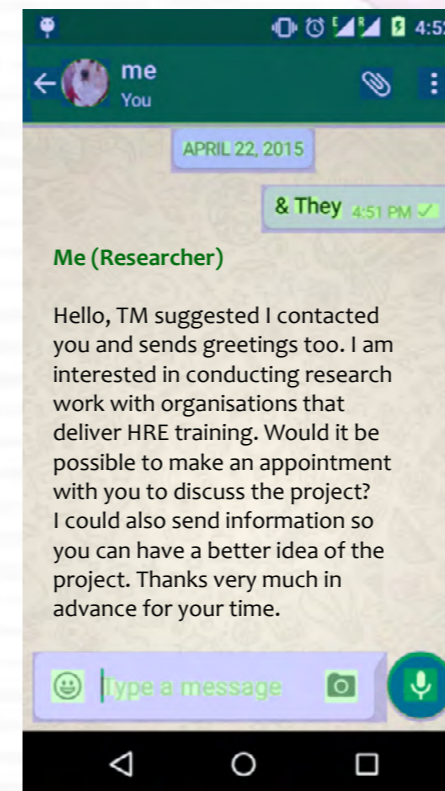 4:52
me
You
APRIL 22, 2015
& They 4:51 PM
Me (Researcher)
Hello, TM suggested I contacted
you and sends greetings too. I am
interested in conducting research
work with organisations that
deliver HRE training. Would it be
possible to make an appointment
with you to discuss the project?
I could also send information so
you can have a better idea of the
project. Thanks very much in
advance for your time.
Type a message